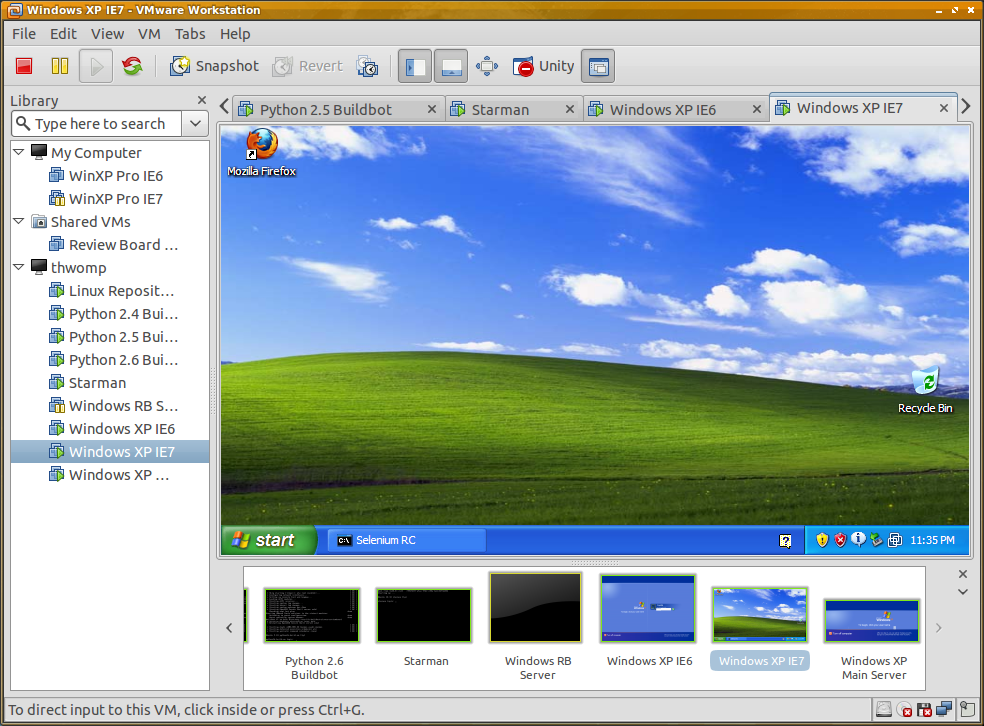 Windows XP IE7 - VMware Workstation
File Edit View VM Tabs Help
Snapshot Revert Unity
Library
Type here to search
My Computer
WinXP Pro IE6
WinXP Pro IE7
Shared VMs
Review Board ...
thwomp
Linux Reposit...
Python 2.4 Bui...
Python 2.5 Bui...
Python 2.6 Bui...
Starman
Windows RB S...
Windows XP IE6
Windows XP IE7
Windows XP ...
Python 2.5 Buildbot Starman Windows XP IE6 Windows XP IE7
Mozilla Firefox
Recycle Bin
start Selenium RC 11:35 PM
Python 2.6
Buildbot
Starman
Windows RB
Server
Windows XP IE6
Windows XP IE7
Windows XP
Main Server
To direct input to this VM, click inside or press Ctrl+G.